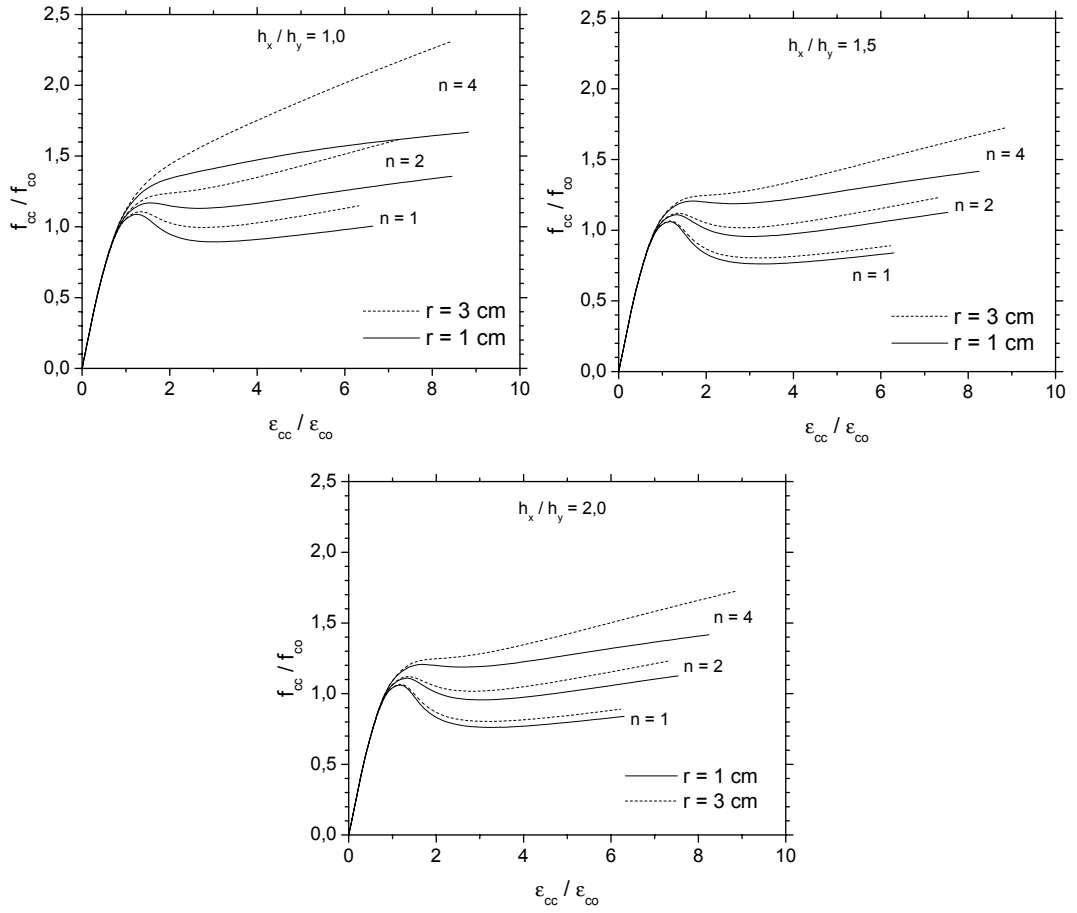 2,5
2,0
1,5
1,0
0,5
0,0
f_cc / f_co
h_x / h_y = 1,0
n = 4
n = 2
n = 1
r = 3 cm
r = 1 cm
0 2 4 6 8 10
ε_cc / ε_co
2,5
2,0
1,5
1,0
0,5
0,0
f_cc / f_co
h_x / h_y = 1,5
n = 4
n = 2
n = 1
r = 3 cm
r = 1 cm
0 2 4 6 8 10
ε_cc / ε_co
2,5
2,0
1,5
1,0
0,5
0,0
f_cc / f_co
h_x / h_y = 2,0
n = 4
n = 2
n = 1
r = 1 cm
r = 3 cm
0 2 4 6 8 10
ε_cc / ε_co